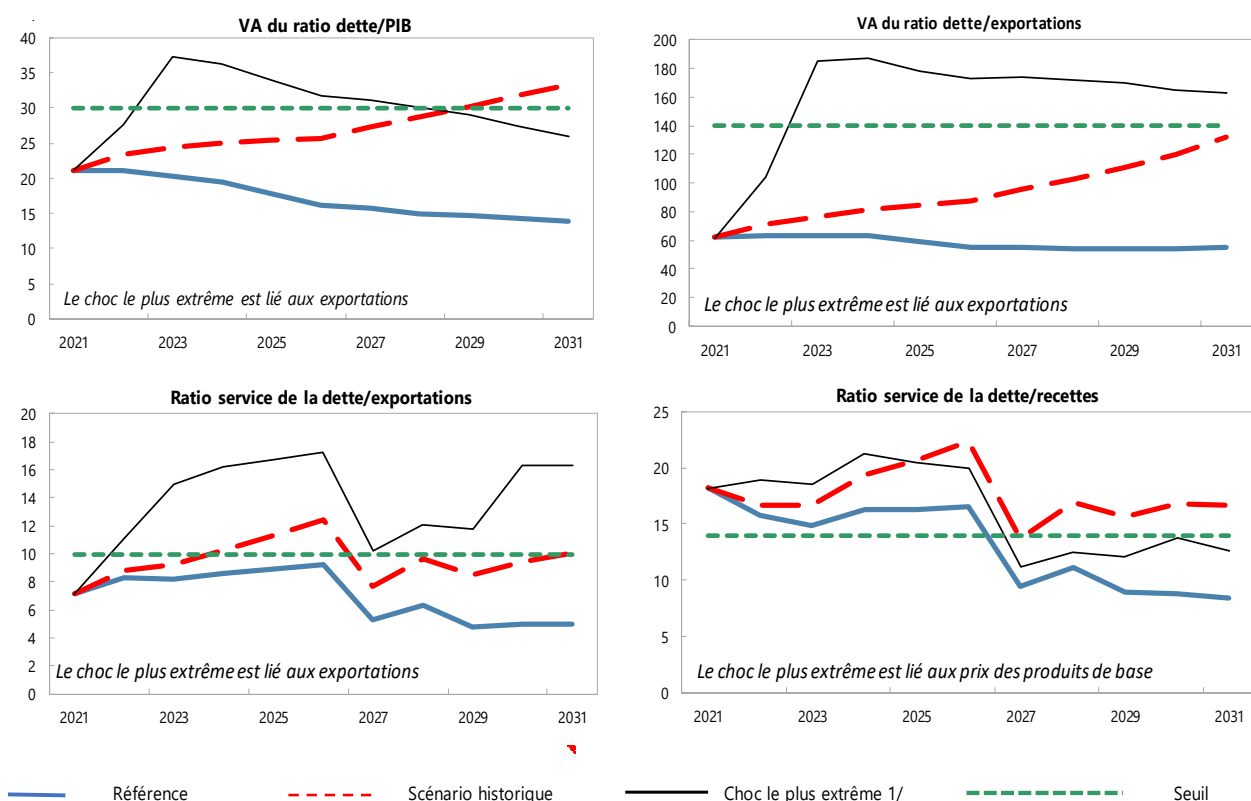 VA du ratio dette/PIB
40
35
30
25
20
15
10
5
0
Le choc le plus extrême est lié aux exportations
2021 2023 2025 2027 2029 2031
VA du ratio dette/exportations
200
180
160
140
120
100
80
60
40
20
0
Le choc le plus extrême est lié aux exportations
2021 2023 2025 2027 2029 2031
Ratio service de la dette/exportations
20
18
16
14
12
10
8
6
4
2
0
Le choc le plus extrême est lié aux exportations
2021 2023 2025 2027 2029 2031
Ratio service de la dette/recettes
25
20
15
10
5
0
Le choc le plus extrême est lié aux prix des produits de base
2021 2023 2025 2027 2029 2031
Référence Scénario historique Choc le plus extrême 1/ Seuil